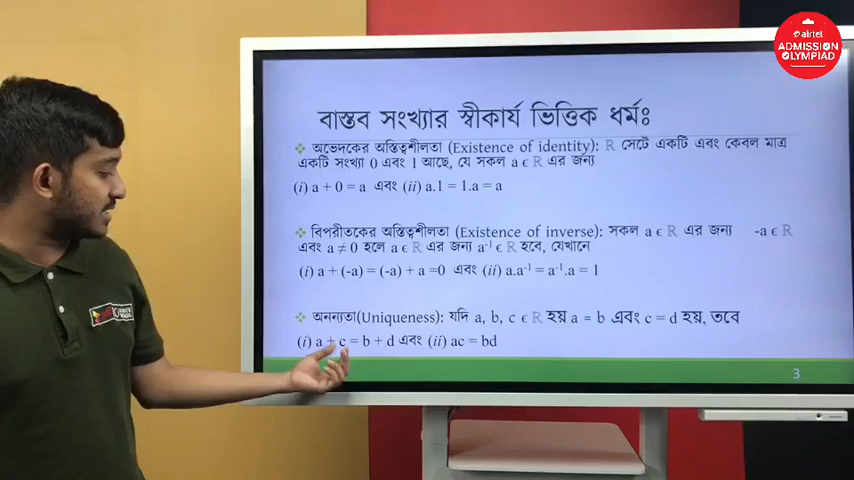 airtel
ADMISSION
OLYMPIAD
বাস্তব সংখ্যার স্বীকার্য ভিত্তিক ধর্মঃ
❖ অভেদকের অস্তিত্বশীলতা (Existence of identity): R সেটে একটি এবং কেবল মাত্র
একটি সংখ্যা 0 এবং 1 আছে, যে সকল a ϵ R এর জন্য
(i) a + 0 = a এবং (ii) a.1 = 1.a = a
❖ বিপরীতকের অস্তিত্বশীলতা (Existence of inverse): সকল a ϵ R এর জন্য -a ϵ R
এবং a ≠ 0 হলে a ϵ R এর জন্য a⁻¹ ϵ R হবে, যেখানে
(i) a + (-a) = (-a) + a =0 এবং (ii) a.a⁻¹ = a⁻¹.a = 1
❖ অনন্যতা(Uniqueness): যদি a, b, c ϵ R হয় a = b এবং c = d হয়, তবে
(i) a + c = b + d এবং (ii) ac = bd
3